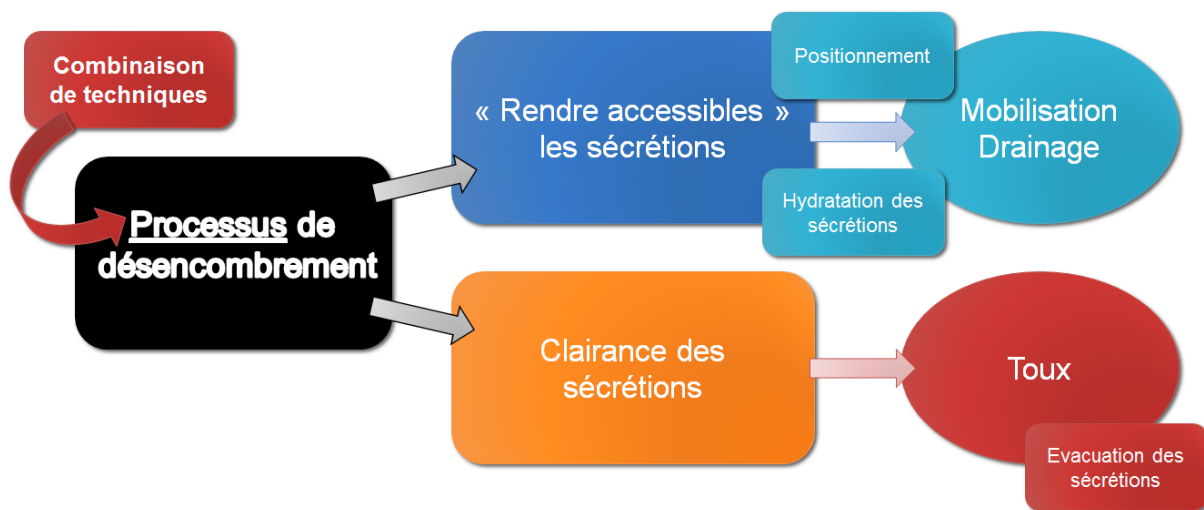 Combinaison
de techniques
Processus de
désencombrement
« Rendre accessibles »
les sécrétions
Positionnement
Hydratation des
sécrétions
Mobilisation
Drainage
Clairance des
sécrétions
Toux
Evacuation des
sécrétions